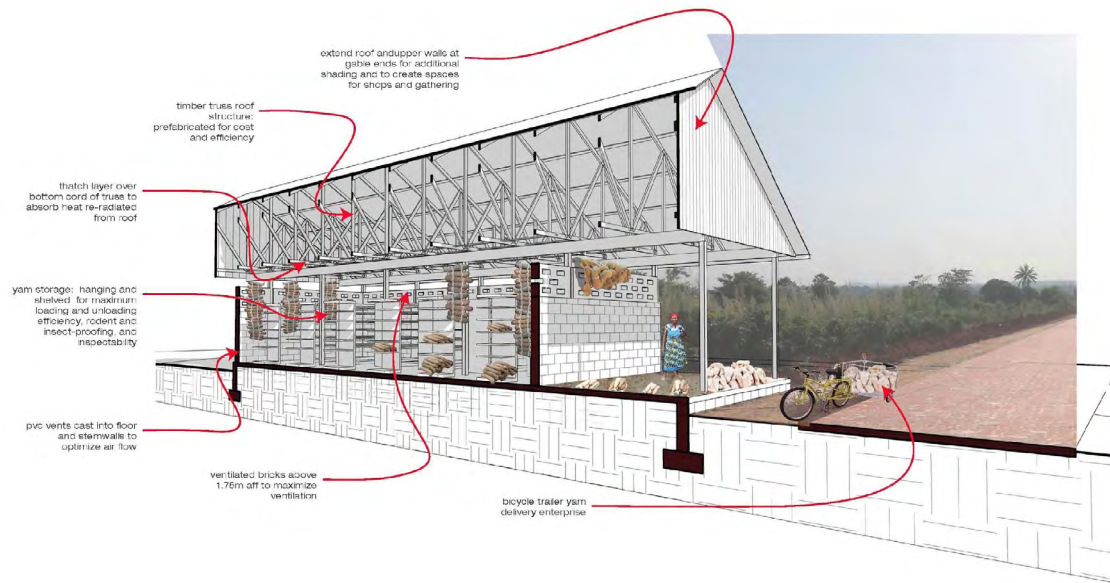 extend roof andupper walls at
gable ends for additional
shading and to create spaces
for shops and gathering
timber truss roof
structure:
prefabricated for cost
and efficiency
thatch layer over
bottom cord of truss to
absorb heat re-radiated
from roof
yam storage: hanging and
shelved for maximum
loading and unloading
efficiency, rodent and
insect-proofing, and
inspectability
pvc vents cast into floor
and stemwalls to
optimize air flow
ventilated bricks above
1.75m aff to maximize
ventilation
bicycle trailer yam
delivery enterprise